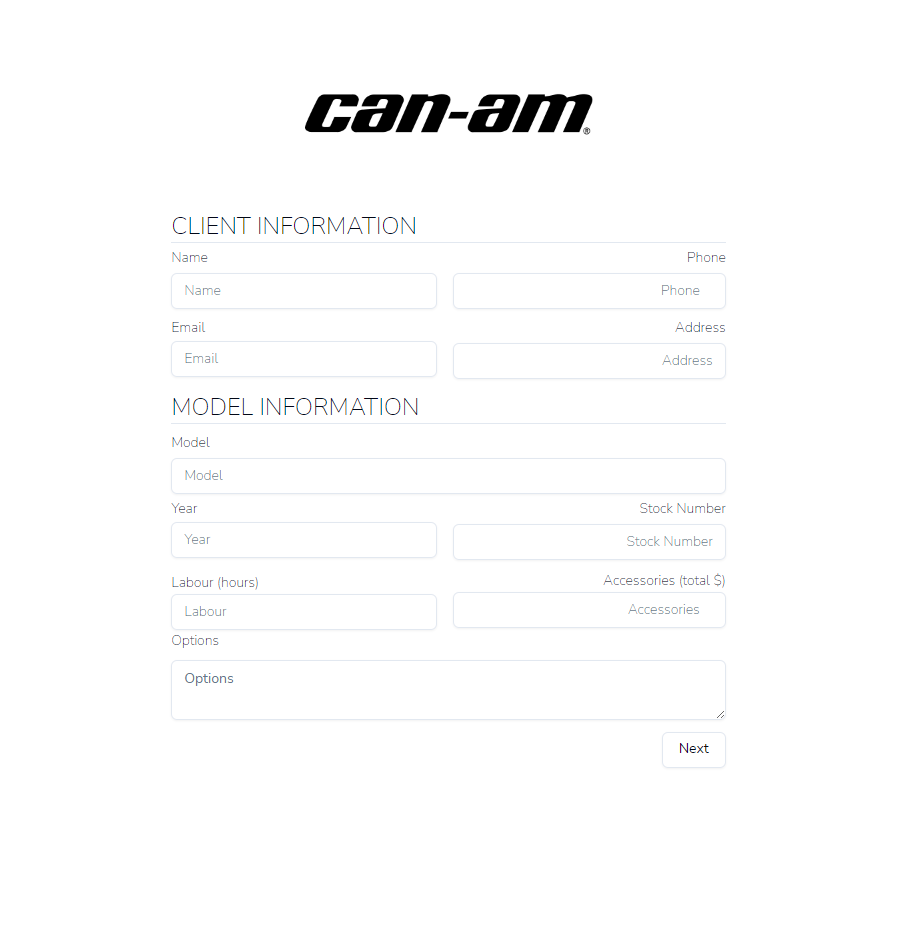 can-am®
CLIENT INFORMATION
Name Phone
Name Phone
Email Address
Email Address
MODEL INFORMATION
Model
Model
Year Stock Number
Year Stock Number
Labour (hours) Accessories (total $)
Labour Accessories
Options
Options
Next